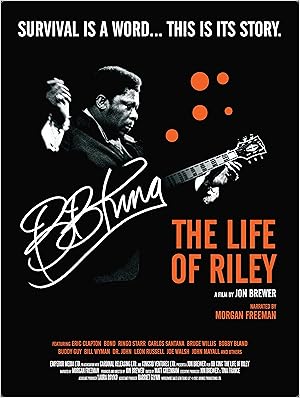 SURVIVAL IS A WORD... THIS IS ITS STORY.
BB King
THE LIFE
OF RILEY
A FILM BY JON BREWER
NARRATED BY
MORGAN FREEMAN
FEATURING ERIC CLAPTON BONO RINGO STARR CARLOS SANTANA BRUCE WILLIS BOBBY BLAND
BUDDY GUY BILL WYMAN DR. JOHN LEON RUSSELL JOE WALSH JOHN MAYALL AND OTHERS